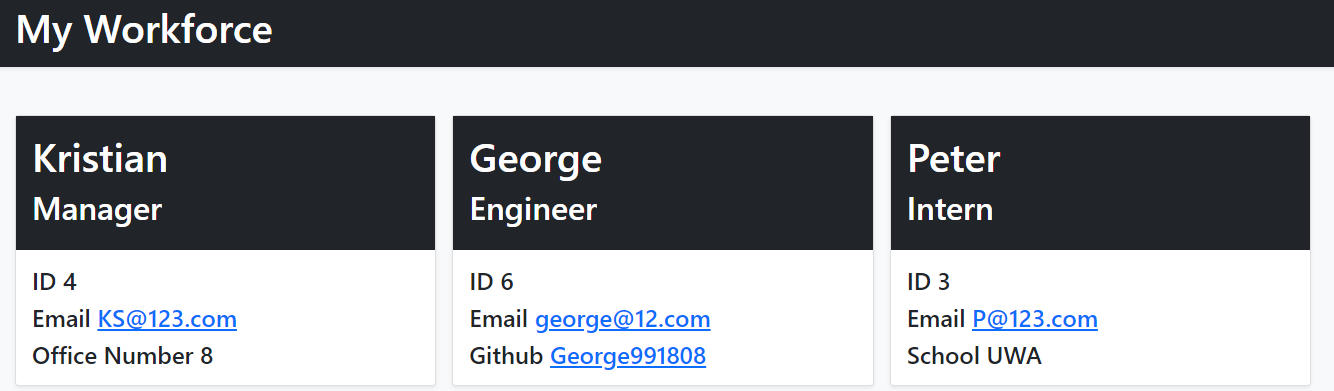 My Workforce
Kristian
Manager
ID 4
Email KS@123.com
Office Number 8
George
Engineer
ID 6
Email george@12.com
Github George991808
Peter
Intern
ID 3
Email P@123.com
School UWA